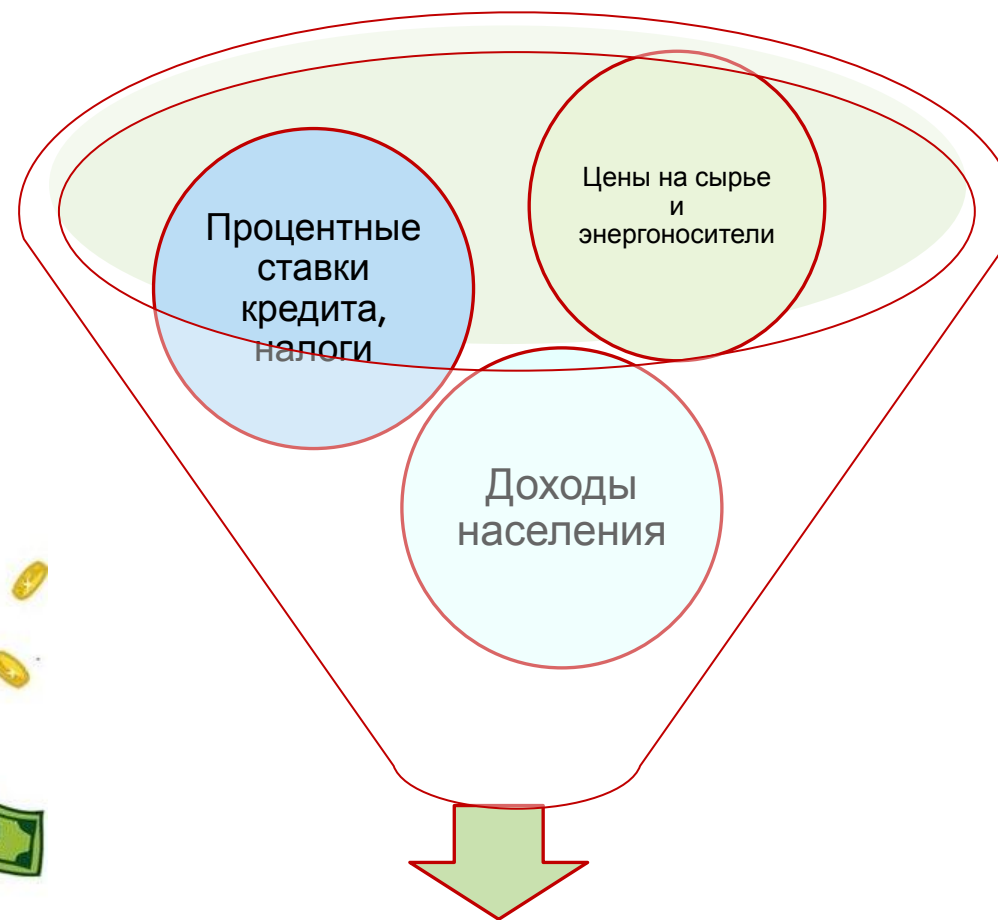 Процентные
ставки
кредита,
налоги
Цены на сырье
и
энергоносители
Доходы
населения